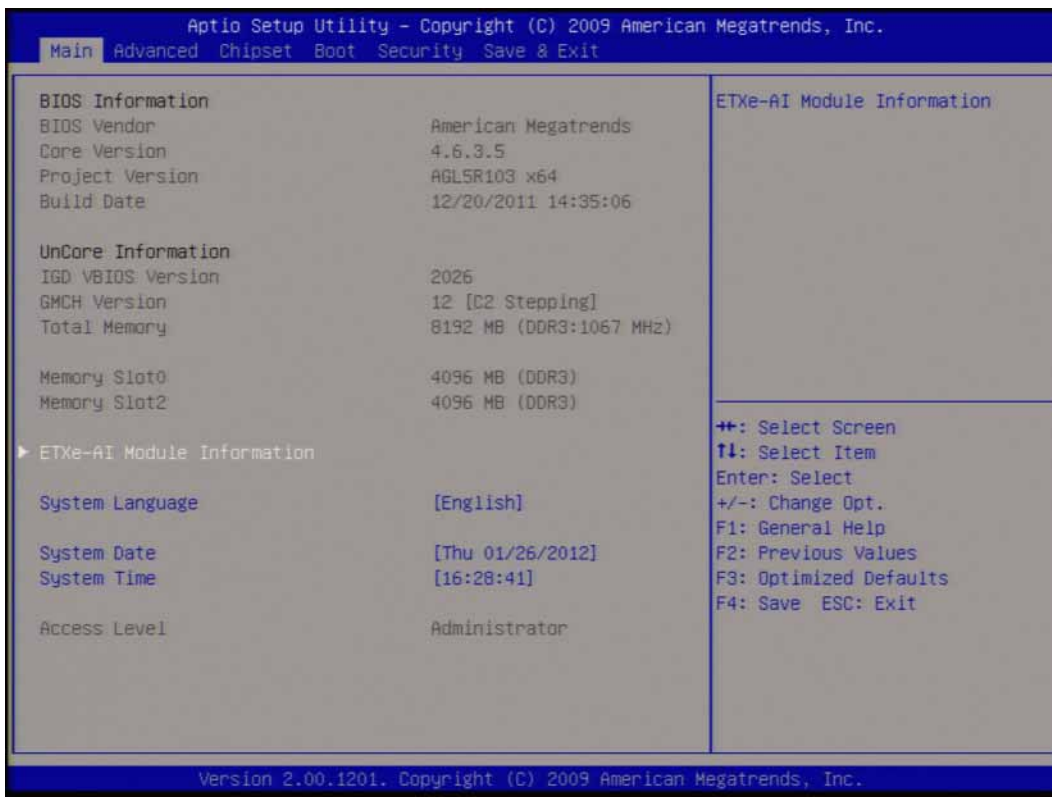 Aptio Setup Utility – Copyright (C) 2009 American Megatrends, Inc.
Main Advanced Chipset Boot Security Save & Exit
BIOS Information
BIOS Vendor American Megatrends
Core Version 4.6.3.5
Project Version AGL5R103 x64
Build Date 12/20/2011 14:35:06
UnCore Information
IGD VBIOS Version 2026
GMCH Version 12 [C2 Stepping]
Total Memory 8192 MB (DDR3:1067 MHz)
Memory Slot0 4096 MB (DDR3)
Memory Slot2 4096 MB (DDR3)
▶ ETXe-AI Module Information
System Language [English]
System Date [Thu 01/26/2012]
System Time [16:28:41]
Access Level Administrator
ETXe-AI Module Information
→←: Select Screen
↑↓: Select Item
Enter: Select
+/-: Change Opt.
F1: General Help
F2: Previous Values
F3: Optimized Defaults
F4: Save ESC: Exit
Version 2.00.1201. Copyright (C) 2009 American Megatrends, Inc.